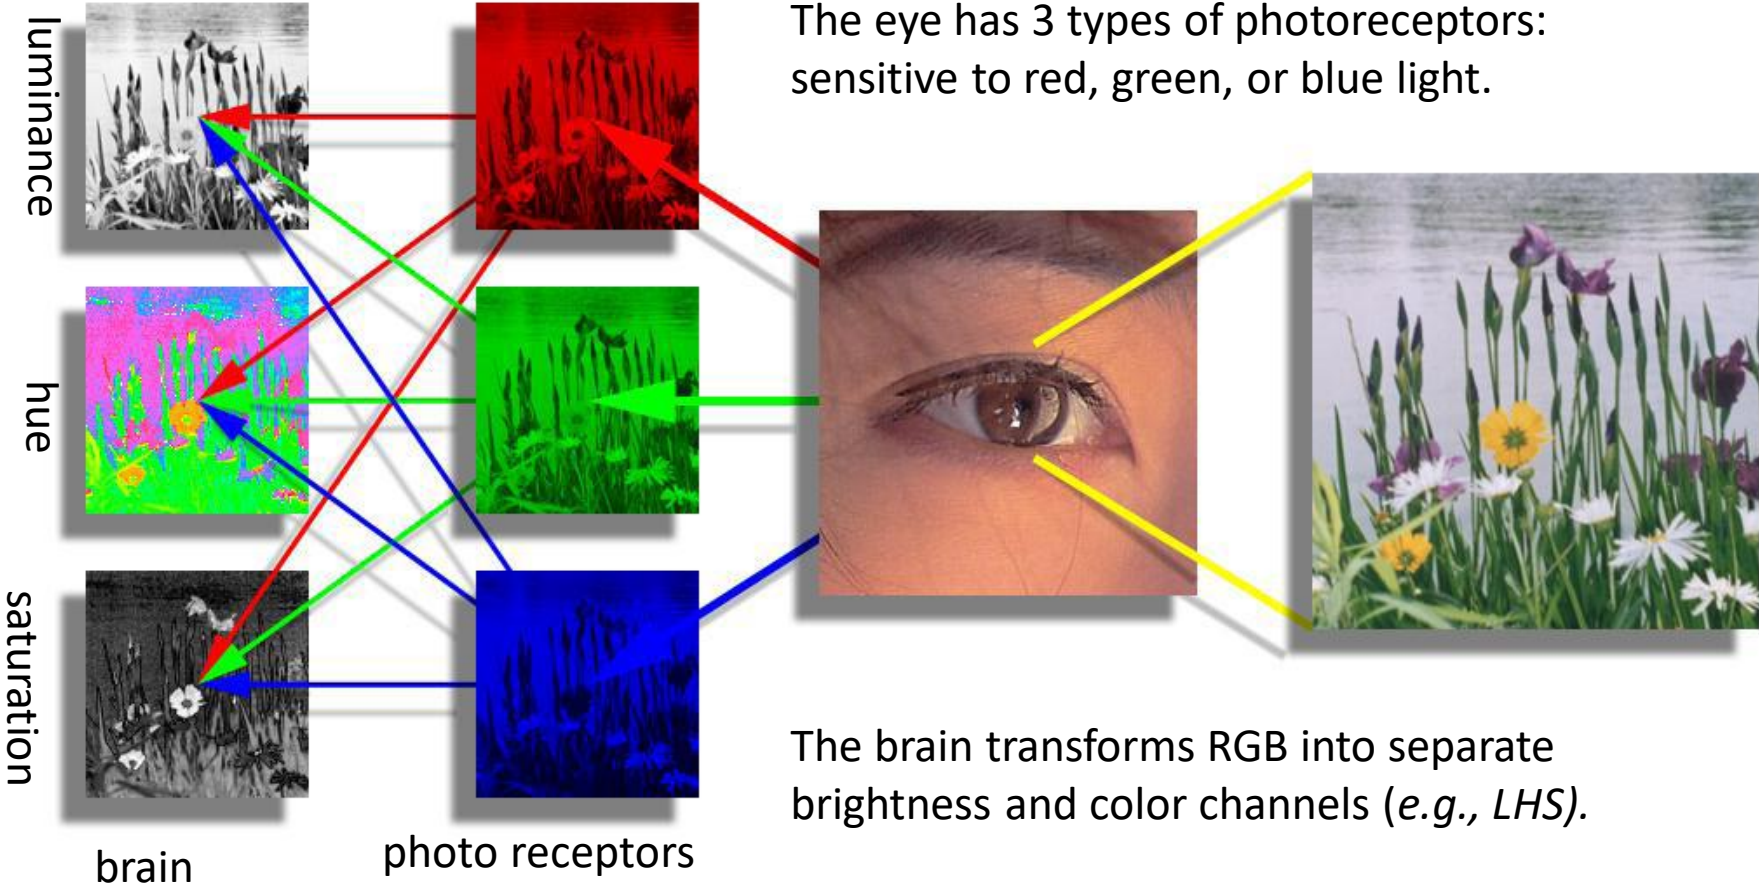 The eye has 3 types of photoreceptors:
sensitive to red, green, or blue light.
luminance
hue
saturation
The brain transforms RGB into separate
brightness and color channels (e.g., LHS).
photo receptors
brain